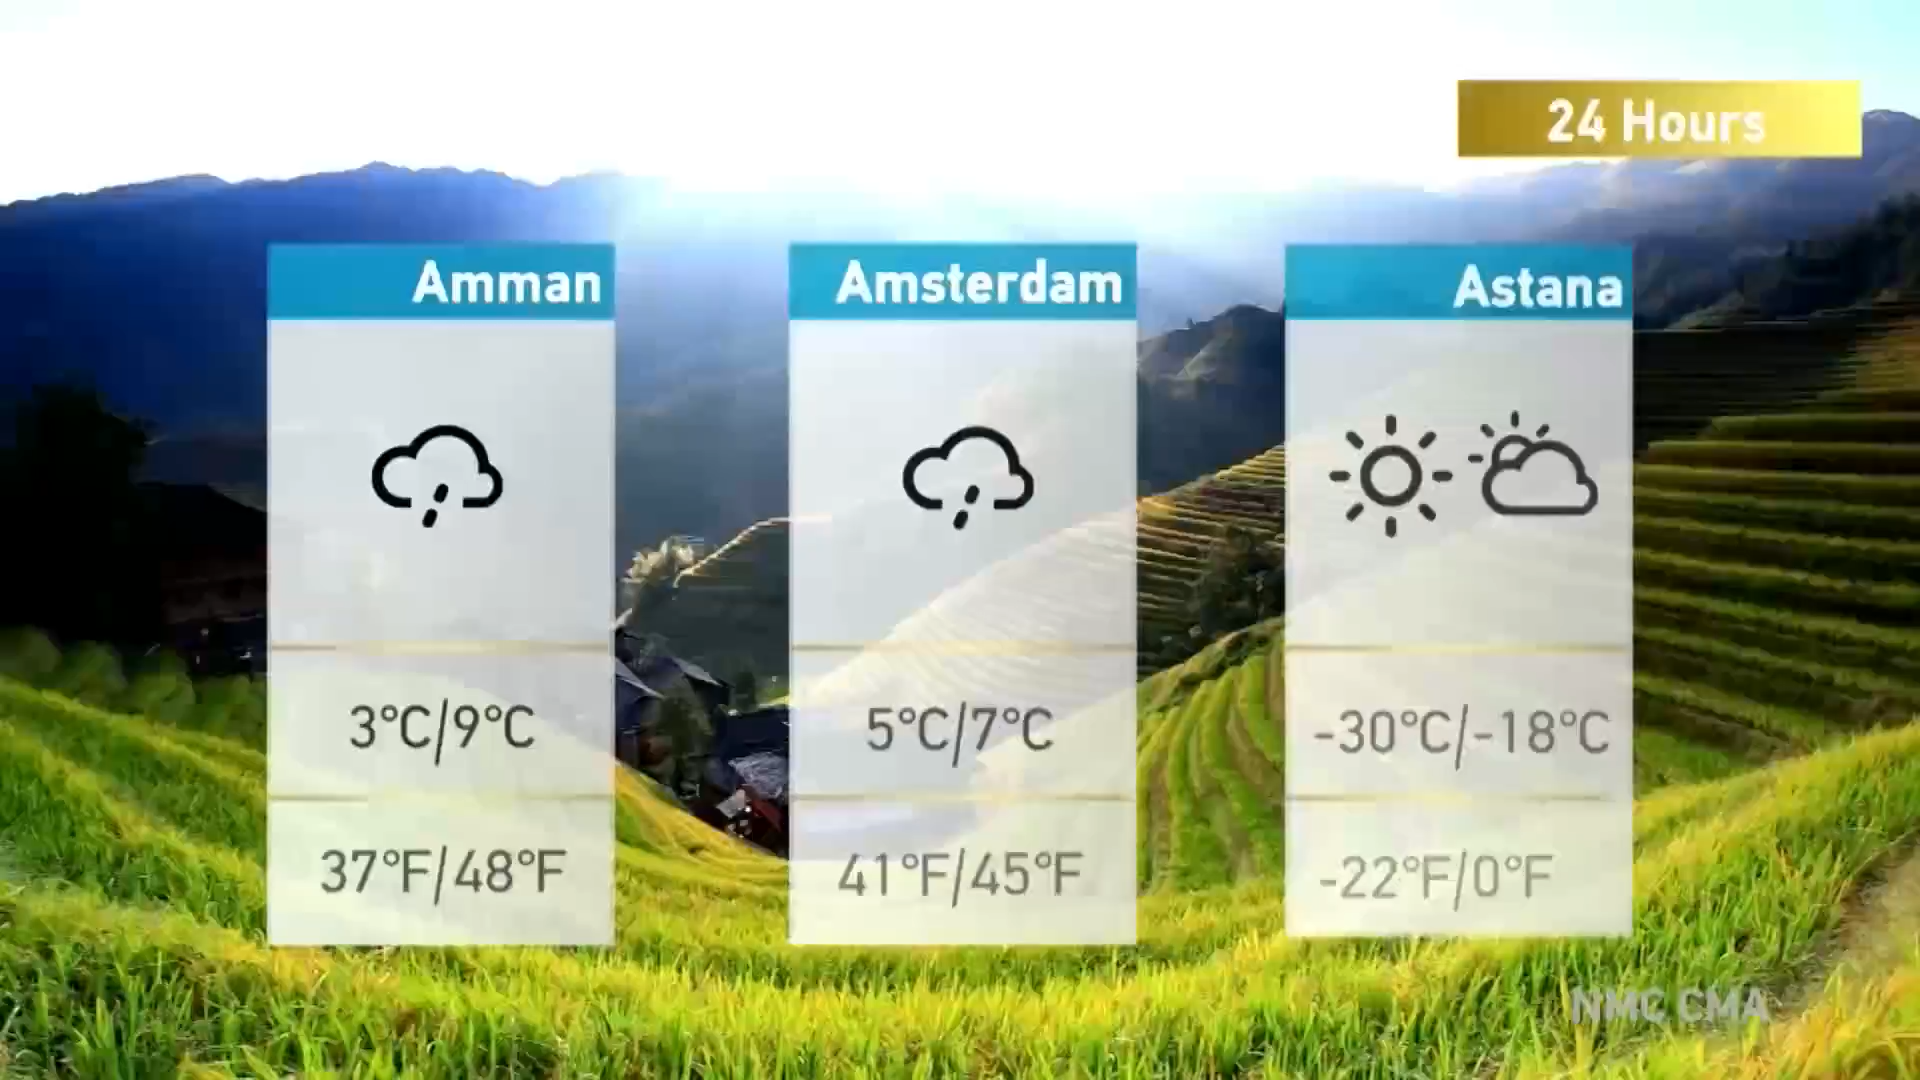 24 Hours
Amman
Amsterdam
Astana
3°C/9°C
5°C/7°C
-30°C/-18°C
37°F/48°F
41°F/45°F
-22°F/0°F
NMC CMA